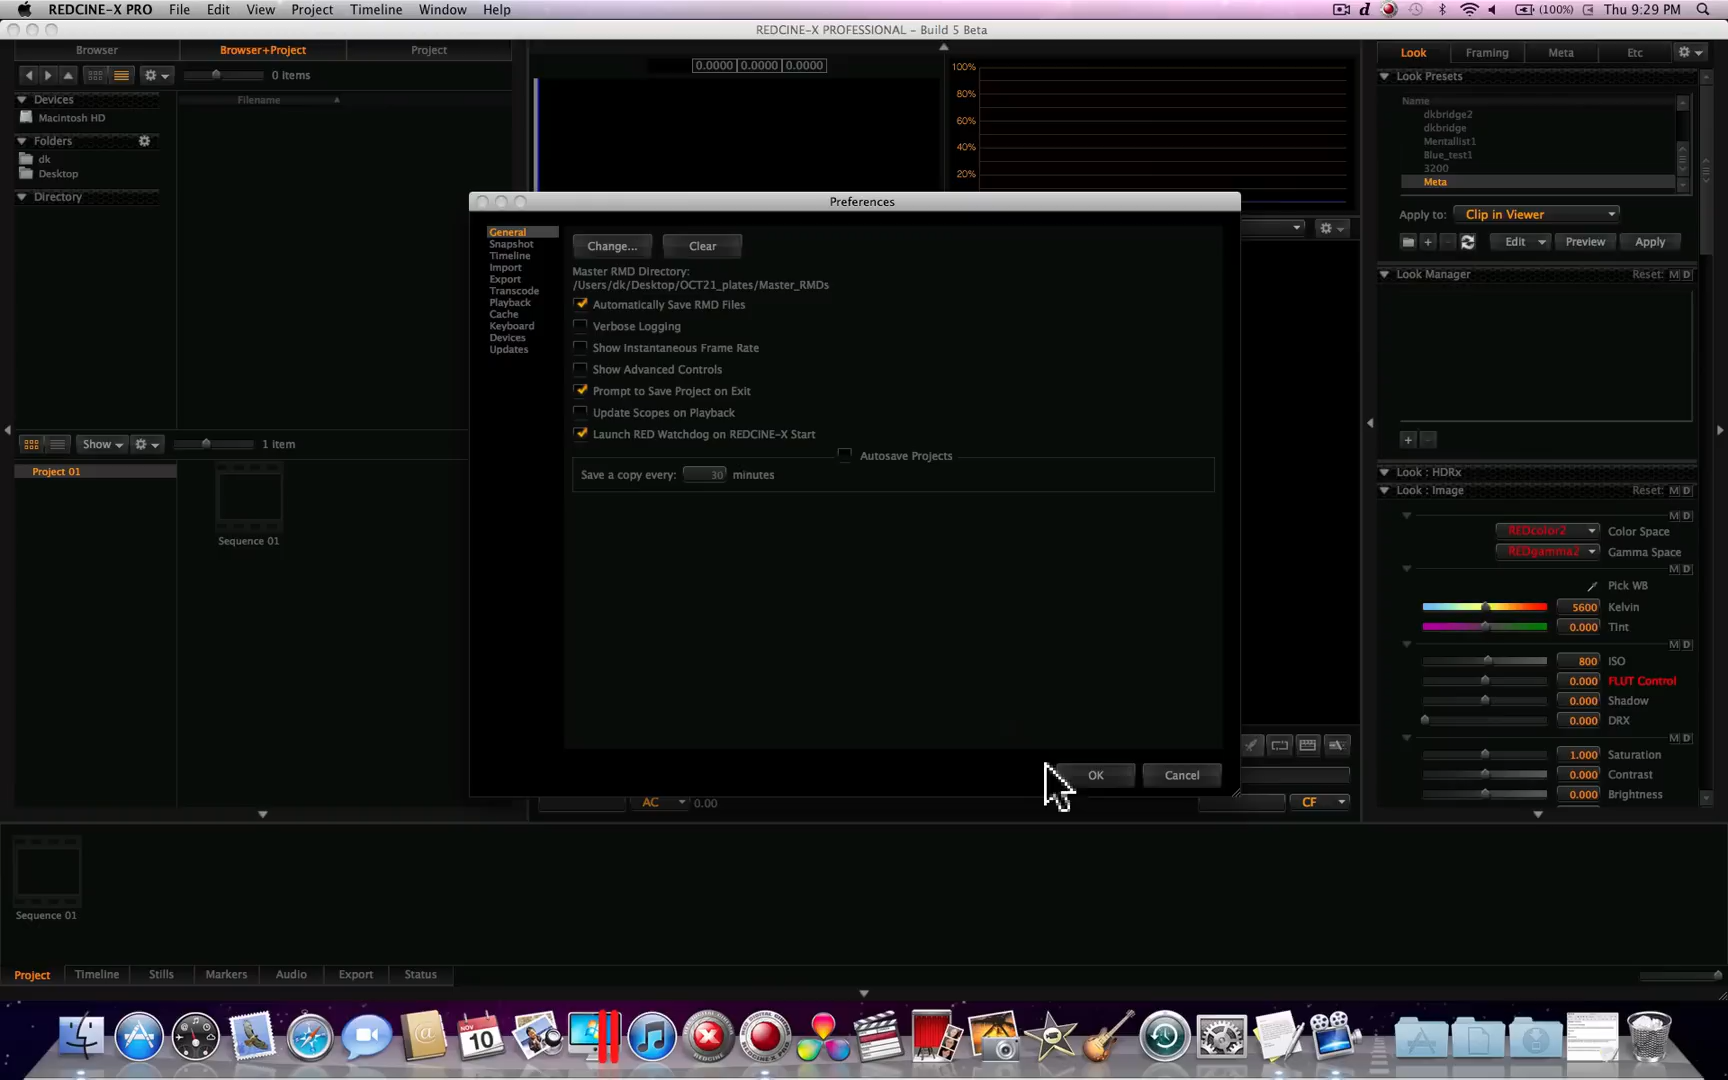 REDCINE-X PRO File Edit View Project Timeline Window Help
(100%) Thu 9:29 PM
REDCINE-X PROFESSIONAL - Build 5 Beta
Browser Browser+Project Project
0 items
Filename
Devices
Macintosh HD
Folders
dk
Desktop
Directory
Show 1 item
Project 01
Sequence 01
0.0000 0.0000 0.0000
100%
80%
60%
40%
20%
Preferences
General
Snapshot
Timeline
Import
Export
Transcode
Playback
Cache
Keyboard
Devices
Updates
Change... Clear
Master RMD Directory:
/Users/dk/Desktop/OCT21_plates/Master_RMDs
Automatically Save RMD Files
Verbose Logging
Show Instantaneous Frame Rate
Show Advanced Controls
Prompt to Save Project on Exit
Update Scopes on Playback
Launch RED Watchdog on REDCINE-X Start
Autosave Projects
Save a copy every: 30 minutes
OK Cancel
AC 0.00
CF
Look Framing Meta Etc
Look Presets
Name
dkbridge2
dkbridge
Mentallist1
Blue_test1
3200
Meta
Apply to: Clip in Viewer
Edit Preview Apply
Look Manager Reset: M D
Look : HDRx
Look : Image Reset: M D
M D
REDcolor2 Color Space
REDgamma2 Gamma Space
M D
Pick WB
5600 Kelvin
0.000 Tint
M D
800 ISO
0.000 FLUT Control
0.000 Shadow
0.000 DRX
M D
1.000 Saturation
0.000 Contrast
0.000 Brightness
Sequence 01
Project Timeline Stills Markers Audio Export Status
NOV
10